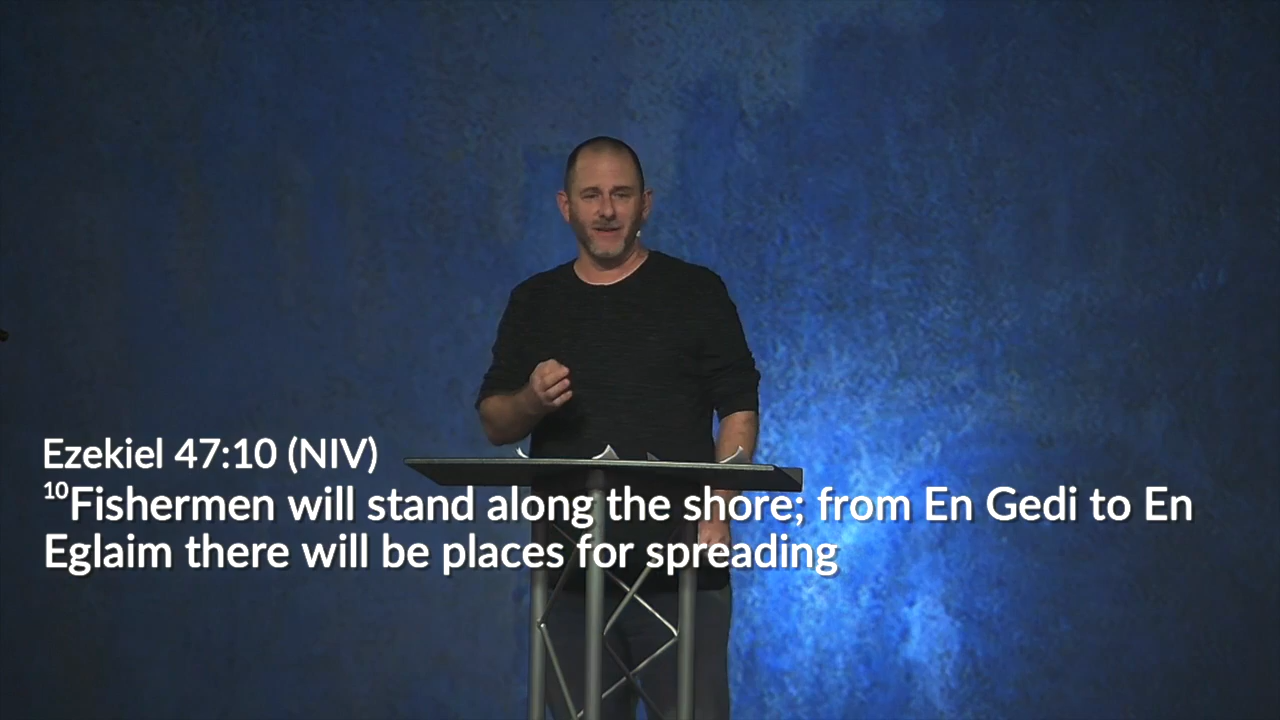 Ezekiel 47:10 (NIV)
10Fishermen will stand along the shore; from En Gedi to En
Eglaim there will be places for spreading